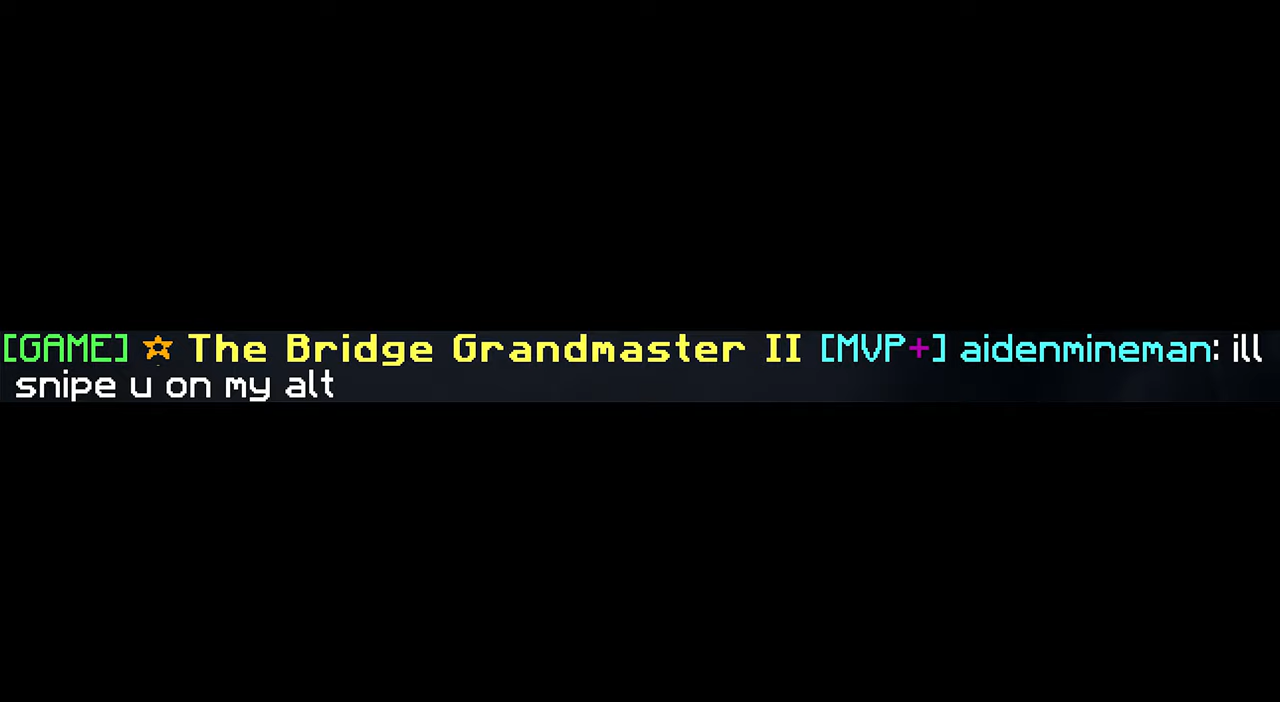 [GAME] ✫ The Bridge Grandmaster II [MVP+] aidenmineman: ill
snipe u on my alt